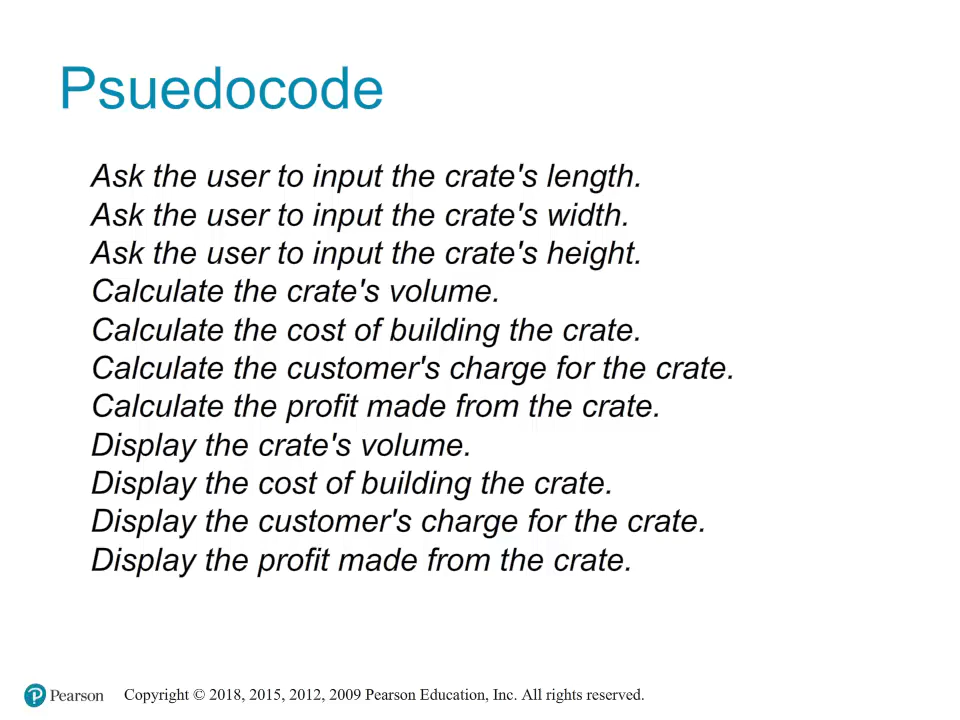 Psuedocode
Ask the user to input the crate's length.
Ask the user to input the crate's width.
Ask the user to input the crate's height.
Calculate the crate's volume.
Calculate the cost of building the crate.
Calculate the customer's charge for the crate.
Calculate the profit made from the crate.
Display the crate's volume.
Display the cost of building the crate.
Display the customer's charge for the crate.
Display the profit made from the crate.
Pearson Copyright © 2018, 2015, 2012, 2009 Pearson Education, Inc. All rights reserved.